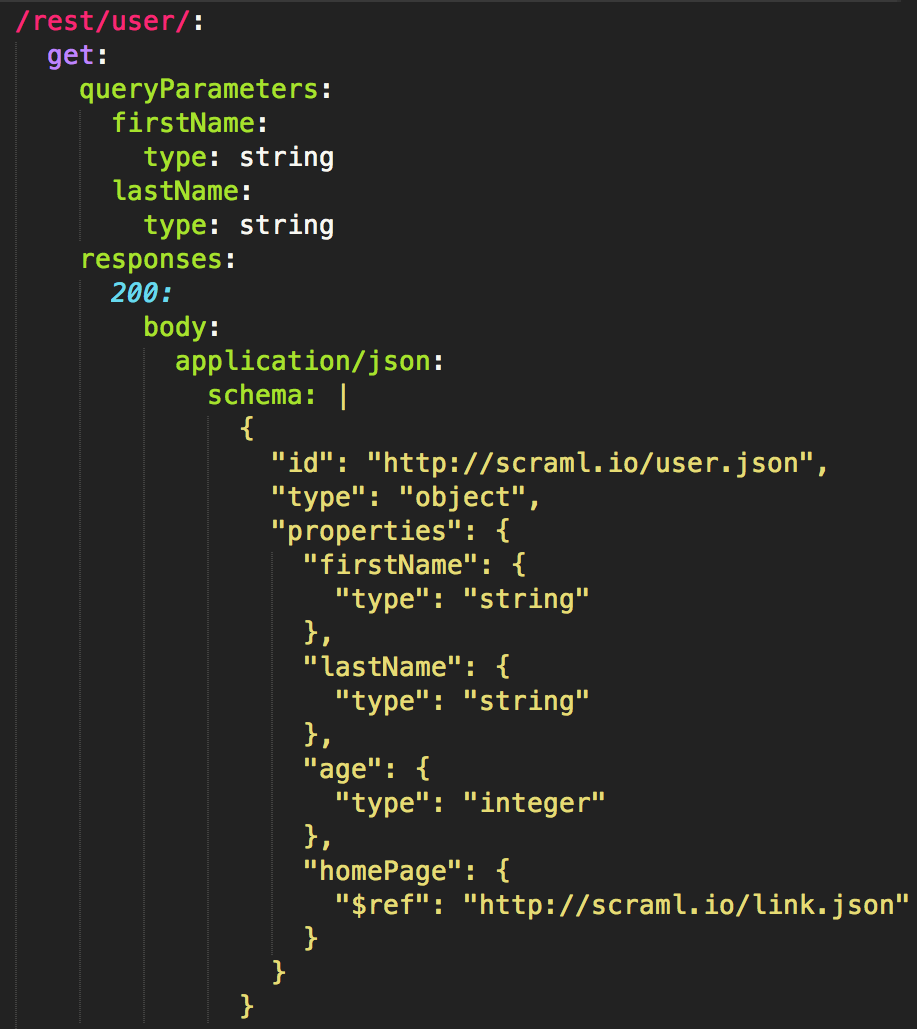 /rest/user/:
  get:
    queryParameters:
      firstName:
        type: string
      lastName:
        type: string
    responses:
      200:
        body:
          application/json:
            schema: |
              {
                "id": "http://scraml.io/user.json",
                "type": "object",
                "properties": {
                  "firstName": {
                    "type": "string"
                  },
                  "lastName": {
                    "type": "string"
                  },
                  "age": {
                    "type": "integer"
                  },
                  "homePage": {
                    "$ref": "http://scraml.io/link.json"
                  }
                }
              }